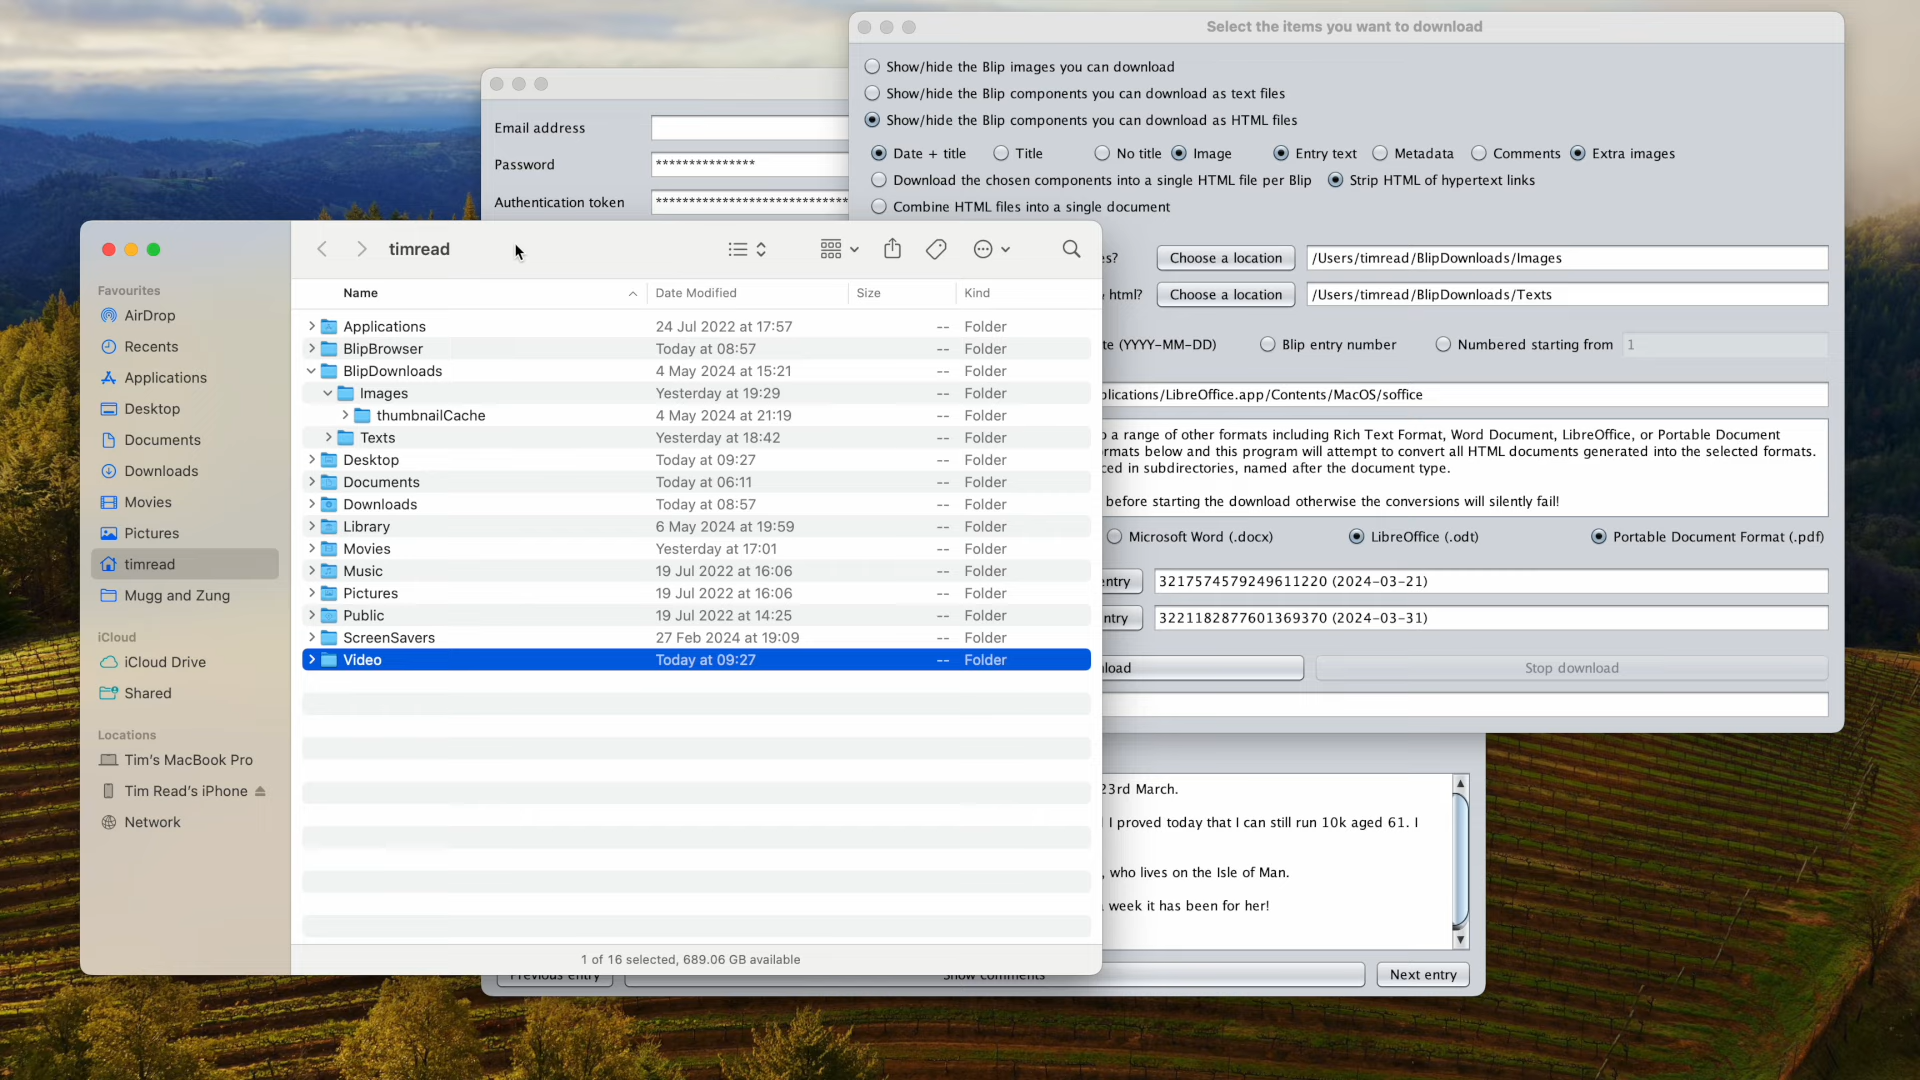 Select the items you want to download
Show/hide the Blip images you can download
Show/hide the Blip components you can download as text files
Show/hide the Blip components you can download as HTML files
Date + title Title No title Image Entry text Metadata Comments Extra images
Download the chosen components into a single HTML file per Blip Strip HTML of hypertext links
Combine HTML files into a single document
Email address
Password ***************
Authentication token
Choose a location /Users/timread/BlipDownloads/Images
html? Choose a location /Users/timread/BlipDownloads/Texts
(YYYY-MM-DD) Blip entry number Numbered starting from 1
/LibreOffice.app/Contents/MacOS/soffice
a range of other formats including Rich Text Format, Word Document, LibreOffice, or Portable Document
below and this program will attempt to convert all HTML documents generated into the selected formats.
in subdirectories, named after the document type.
before starting the download otherwise the conversions will silently fail!
Microsoft Word (.docx) LibreOffice (.odt) Portable Document Format (.pdf)
3217574579249611220 (2024-03-21)
3221182877601369370 (2024-03-31)
Stop download
timread
Name Date Modified Size Kind
Applications 24 Jul 2022 at 17:57 -- Folder
BlipBrowser Today at 08:57 -- Folder
BlipDownloads 4 May 2024 at 15:21 -- Folder
Images Yesterday at 19:29 -- Folder
thumbnailCache 4 May 2024 at 21:19 -- Folder
Texts Yesterday at 18:42 -- Folder
Desktop Today at 09:27 -- Folder
Documents Today at 06:11 -- Folder
Downloads Today at 08:57 -- Folder
Library 6 May 2024 at 19:59 -- Folder
Movies Yesterday at 17:01 -- Folder
Music 19 Jul 2022 at 16:06 -- Folder
Pictures 19 Jul 2022 at 16:06 -- Folder
Public 19 Jul 2022 at 14:25 -- Folder
ScreenSavers 27 Feb 2024 at 19:09 -- Folder
Video Today at 09:27 -- Folder
1 of 16 selected, 689.06 GB available
Favourites
AirDrop
Recents
Applications
Desktop
Documents
Downloads
Movies
Pictures
timread
Mugg and Zung
iCloud
iCloud Drive
Shared
Locations
Tim's MacBook Pro
Tim Read's iPhone
Network
23rd March.
I proved today that I can still run 10k aged 61. I
, who lives on the Isle of Man.
week it has been for her!
Previous entry Show comments Next entry